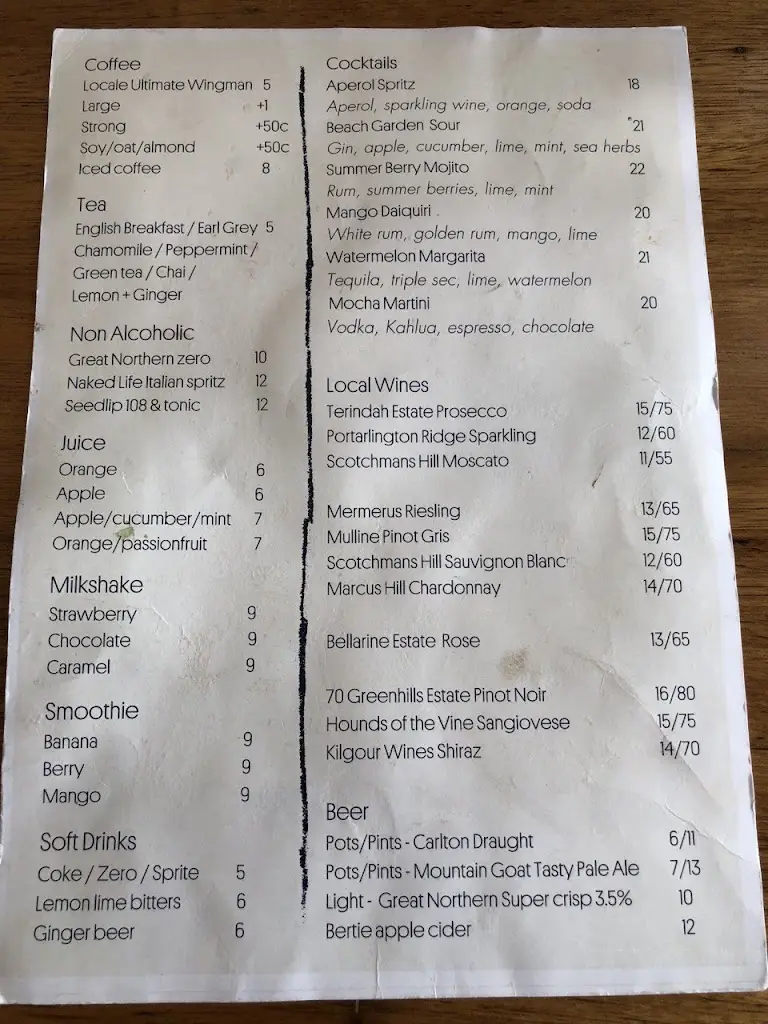 Coffee
Locale Ultimate Wingman 5
Large +1
Strong +50c
Soy/oat/almond +50c
Iced coffee 8
Tea
English Breakfast / Earl Grey 5
Chamomile / Peppermint /
Green tea / Chai /
Lemon + Ginger
Non Alcoholic
Great Northern zero 10
Naked Life Italian spritz 12
Seedlip 108 & tonic 12
Juice
Orange 6
Apple 6
Apple/cucumber/mint 7
Orange/passionfruit 7
Milkshake
Strawberry 9
Chocolate 9
Caramel 9
Smoothie
Banana 9
Berry 9
Mango 9
Soft Drinks
Coke / Zero / Sprite 5
Lemon lime bitters 6
Ginger beer 6
Cocktails
Aperol Spritz 18
Aperol, sparkling wine, orange, soda
Beach Garden Sour 21
Gin, apple, cucumber, lime, mint, sea herbs
Summer Berry Mojito 22
Rum, summer berries, lime, mint
Mango Daiquiri 20
White rum, golden rum, mango, lime
Watermelon Margarita 21
Tequila, triple sec, lime, watermelon
Mocha Martini 20
Vodka, Kahlua, espresso, chocolate
Local Wines
Terindah Estate Prosecco 15/75
Portarlington Ridge Sparkling 12/60
Scotchmans Hill Moscato 11/55
Mermerus Riesling 13/65
Mulline Pinot Gris 15/75
Scotchmans Hill Sauvignon Blanc 12/60
Marcus Hill Chardonnay 14/70
Bellarine Estate Rose 13/65
70 Greenhills Estate Pinot Noir 16/80
Hounds of the Vine Sangiovese 15/75
Kilgour Wines Shiraz 14/70
Beer
Pots/Pints - Carlton Draught 6/11
Pots/Pints - Mountain Goat Tasty Pale Ale 7/13
Light - Great Northern Super crisp 3.5% 10
Bertie apple cider 12